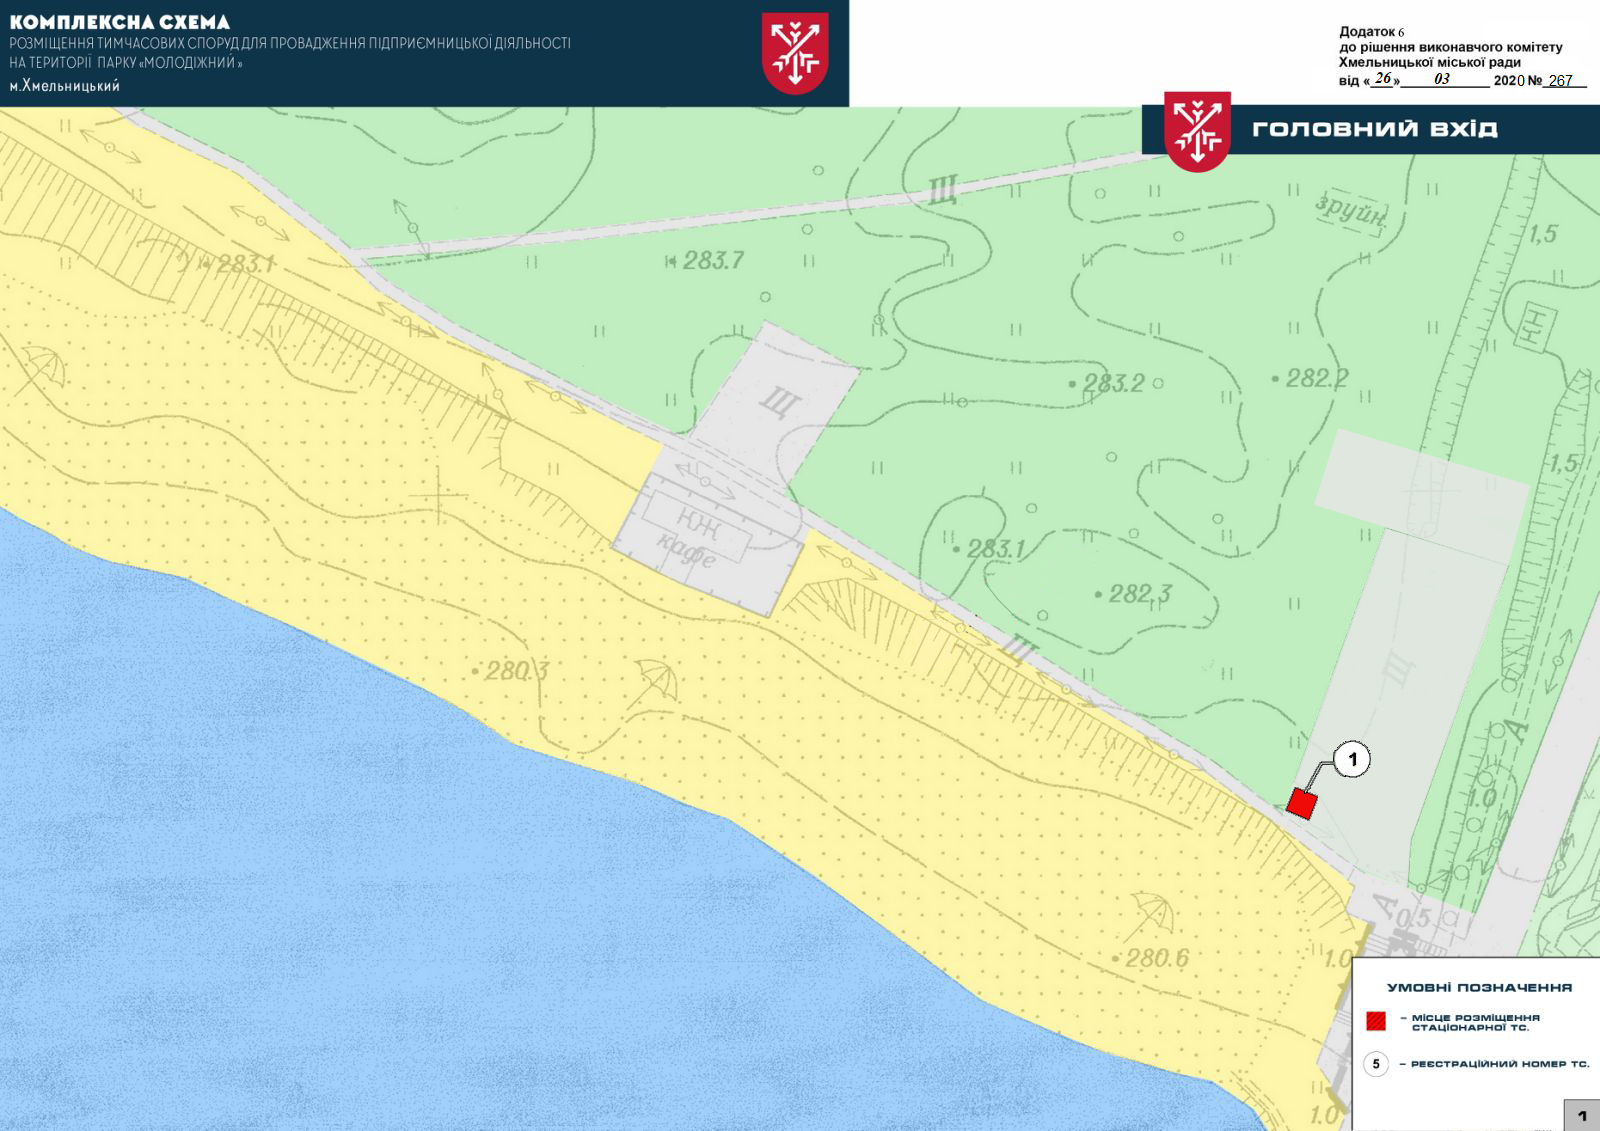 КОМПЛЕКСНА СХЕМА
РОЗМІЩЕННЯ ТИМЧАСОВИХ СПОРУД ДЛЯ ПРОВАДЖЕННЯ ПІДПРИЄМНИЦЬКОЇ ДІЯЛЬНОСТІ
НА ТЕРИТОРІЇ ПАРКУ «МОЛОДІЖНИЙ»
м.Хмельницький
Додаток 6
до рішення виконавчого комітету
Хмельницької міської ради
від «26» 03 2020 № 267
ГОЛОВНИЙ ВХІД
Щ
зруйн.
1,5
283.1
283.7
КН
283.2
282.2
Щ
1,5
КЖ
кафе
283.1
282,3
Щ
280.3
Щ
А
1
1.0
А
0.5
280.6
1.0
УМОВНІ ПОЗНАЧЕННЯ
– МІСЦЕ РОЗМІЩЕННЯ
СТАЦІОНАРНОЇ ТС.
5 – РЕЄСТРАЦІЙНИЙ НОМЕР ТС.
1.0
1